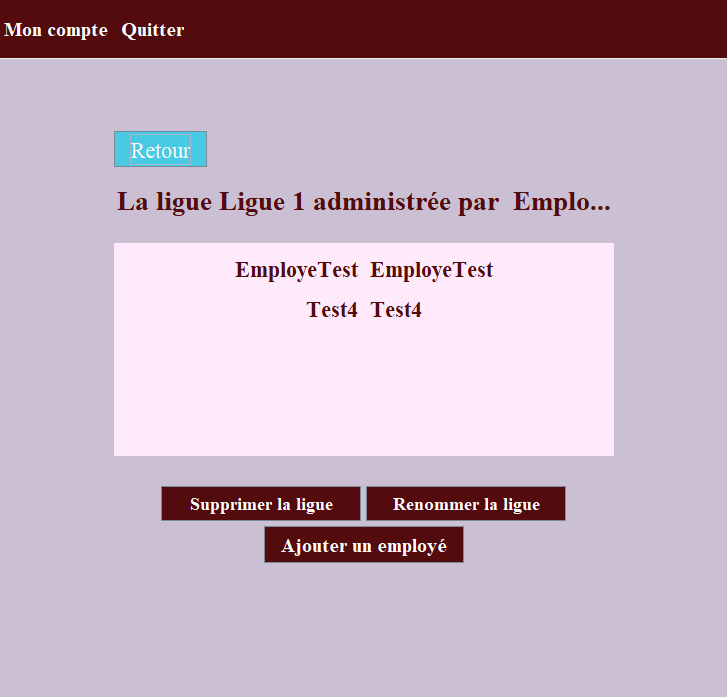 Mon compte Quitter
Retour
La ligue Ligue 1 administrée par Emplo...
EmployeTest EmployeTest
Test4 Test4
Supprimer la ligue Renommer la ligue
Ajouter un employé